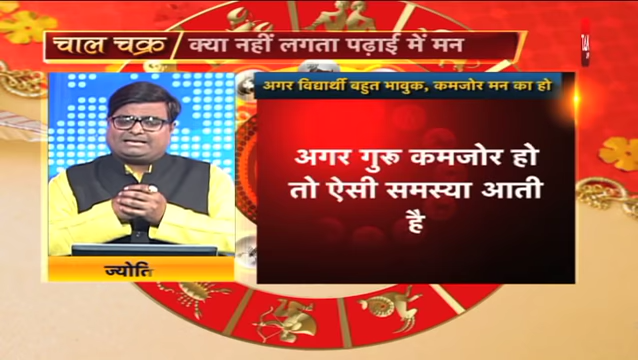 चाल चक्र क्या नहीं लगता पढ़ाई में मन
अगर विद्यार्थी बहुत भावुक, कमजोर मन का हो
अगर गुरू कमजोर हो
तो ऐसी समस्या आती
है
ज्योति